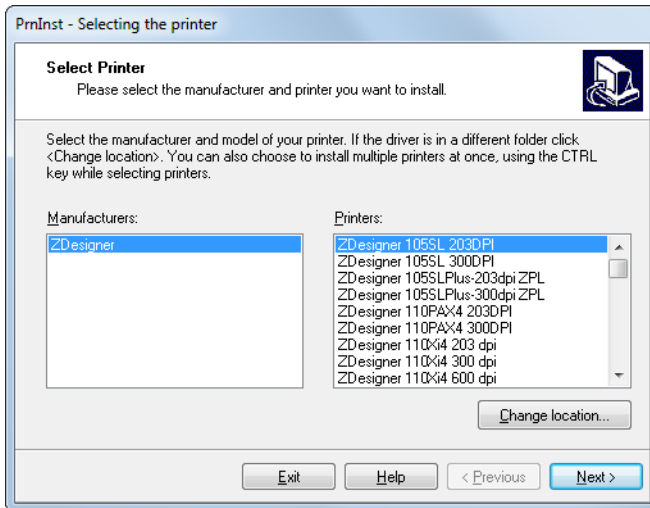 PrnInst - Selecting the printer
Select Printer
Please select the manufacturer and printer you want to install.
Select the manufacturer and model of your printer. If the driver is in a different folder click
<Change location>. You can also choose to install multiple printers at once, using the CTRL
key while selecting printers.
Manufacturers:
ZDesigner
Printers:
ZDesigner 105SL 203DPI
ZDesigner 105SL 300DPI
ZDesigner 105SLPlus-203dpi ZPL
ZDesigner 105SLPlus-300dpi ZPL
ZDesigner 110PAX4 203DPI
ZDesigner 110PAX4 300DPI
ZDesigner 110Xi4 203 dpi
ZDesigner 110Xi4 300 dpi
ZDesigner 110Xi4 600 dpi
Change location...
Exit
Help
< Previous
Next >